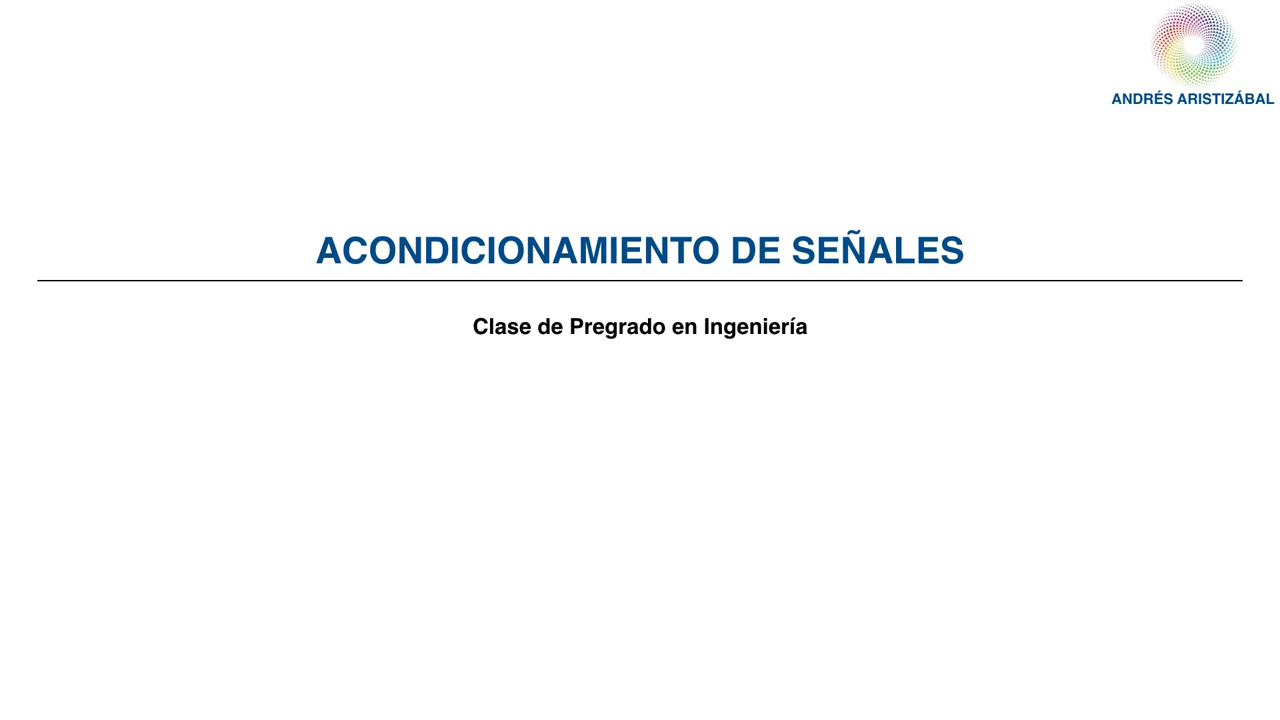 ANDRÉS ARISTIZÁBAL
ACONDICIONAMIENTO DE SEÑALES
Clase de Pregrado en Ingeniería